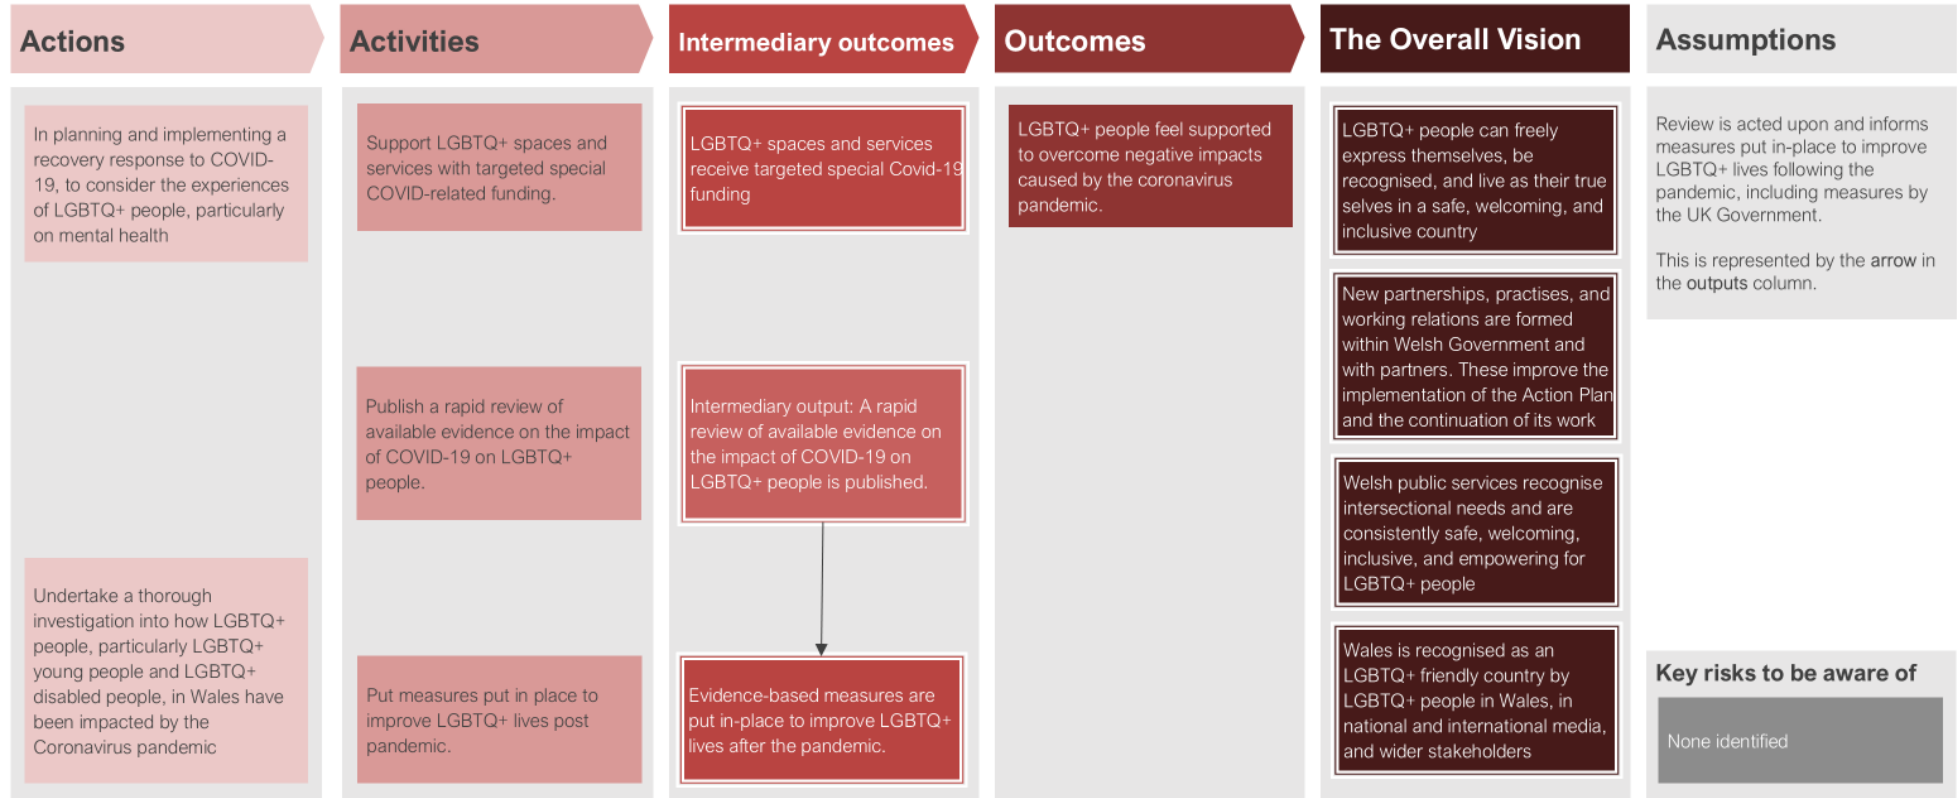 Actions
Activities
Intermediary outcomes
Outcomes
The Overall Vision
Assumptions
In planning and implementing a
recovery response to COVID-
19, to consider the experiences
of LGBTQ+ people, particularly
on mental health
Undertake a thorough
investigation into how LGBTQ+
people, particularly LGBTQ+
young people and LGBTQ+
disabled people, in Wales have
been impacted by the
Coronavirus pandemic
Support LGBTQ+ spaces and
services with targeted special
COVID-related funding.
Publish a rapid review of
available evidence on the impact
of COVID-19 on LGBTQ+
people.
Put measures put in place to
improve LGBTQ+ lives post
pandemic.
LGBTQ+ spaces and services
receive targeted special Covid-19
funding
Intermediary output: A rapid
review of available evidence on
the impact of COVID-19 on
LGBTQ+ people is published.
Evidence-based measures are
put in-place to improve LGBTQ+
lives after the pandemic.
LGBTQ+ people feel supported
to overcome negative impacts
caused by the coronavirus
pandemic.
LGBTQ+ people can freely
express themselves, be
recognised, and live as their true
selves in a safe, welcoming, and
inclusive country
New partnerships, practises, and
working relations are formed
within Welsh Government and
with partners. These improve the
implementation of the Action Plan
and the continuation of its work
Welsh public services recognise
intersectional needs and are
consistently safe, welcoming,
inclusive, and empowering for
LGBTQ+ people
Wales is recognised as an
LGBTQ+ friendly country by
LGBTQ+ people in Wales, in
national and international media,
and wider stakeholders
Review is acted upon and informs
measures put in-place to improve
LGBTQ+ lives following the
pandemic, including measures by
the UK Government.
This is represented by the arrow in
the outputs column.
Key risks to be aware of
None identified